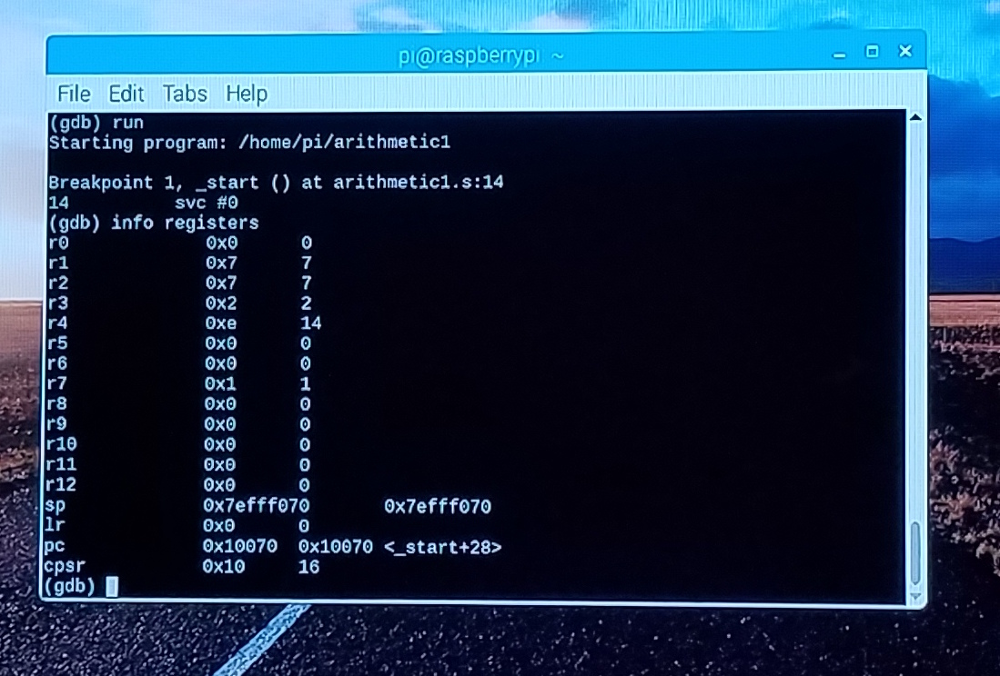 pi@raspberrypi ~
File Edit Tabs Help
(gdb) run
Starting program: /home/pi/arithmetic1
Breakpoint 1, _start () at arithmetic1.s:14
14 svc #0
(gdb) info registers
r0 0x0 0
r1 0x7 7
r2 0x7 7
r3 0x2 2
r4 0xe 14
r5 0x0 0
r6 0x0 0
r7 0x1 1
r8 0x0 0
r9 0x0 0
r10 0x0 0
r11 0x0 0
r12 0x0 0
sp 0x7efff070 0x7efff070
lr 0x0 0
pc 0x10070 0x10070 <_start+28>
cpsr 0x10 16
(gdb)